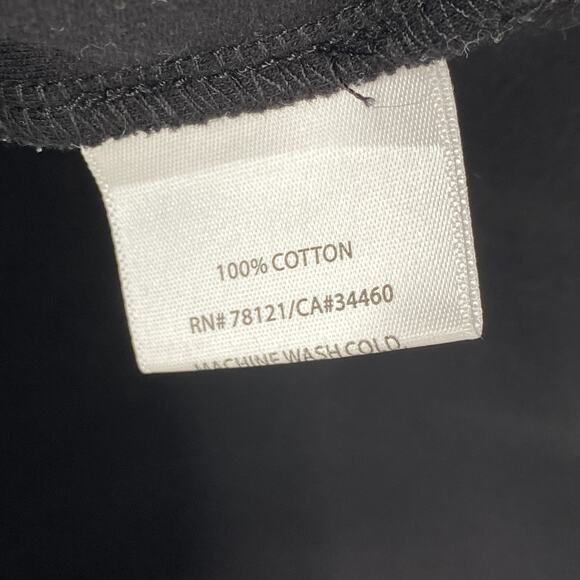 100% COTTON
RN# 78121/CA#34460
MACHINE WASH COLD.